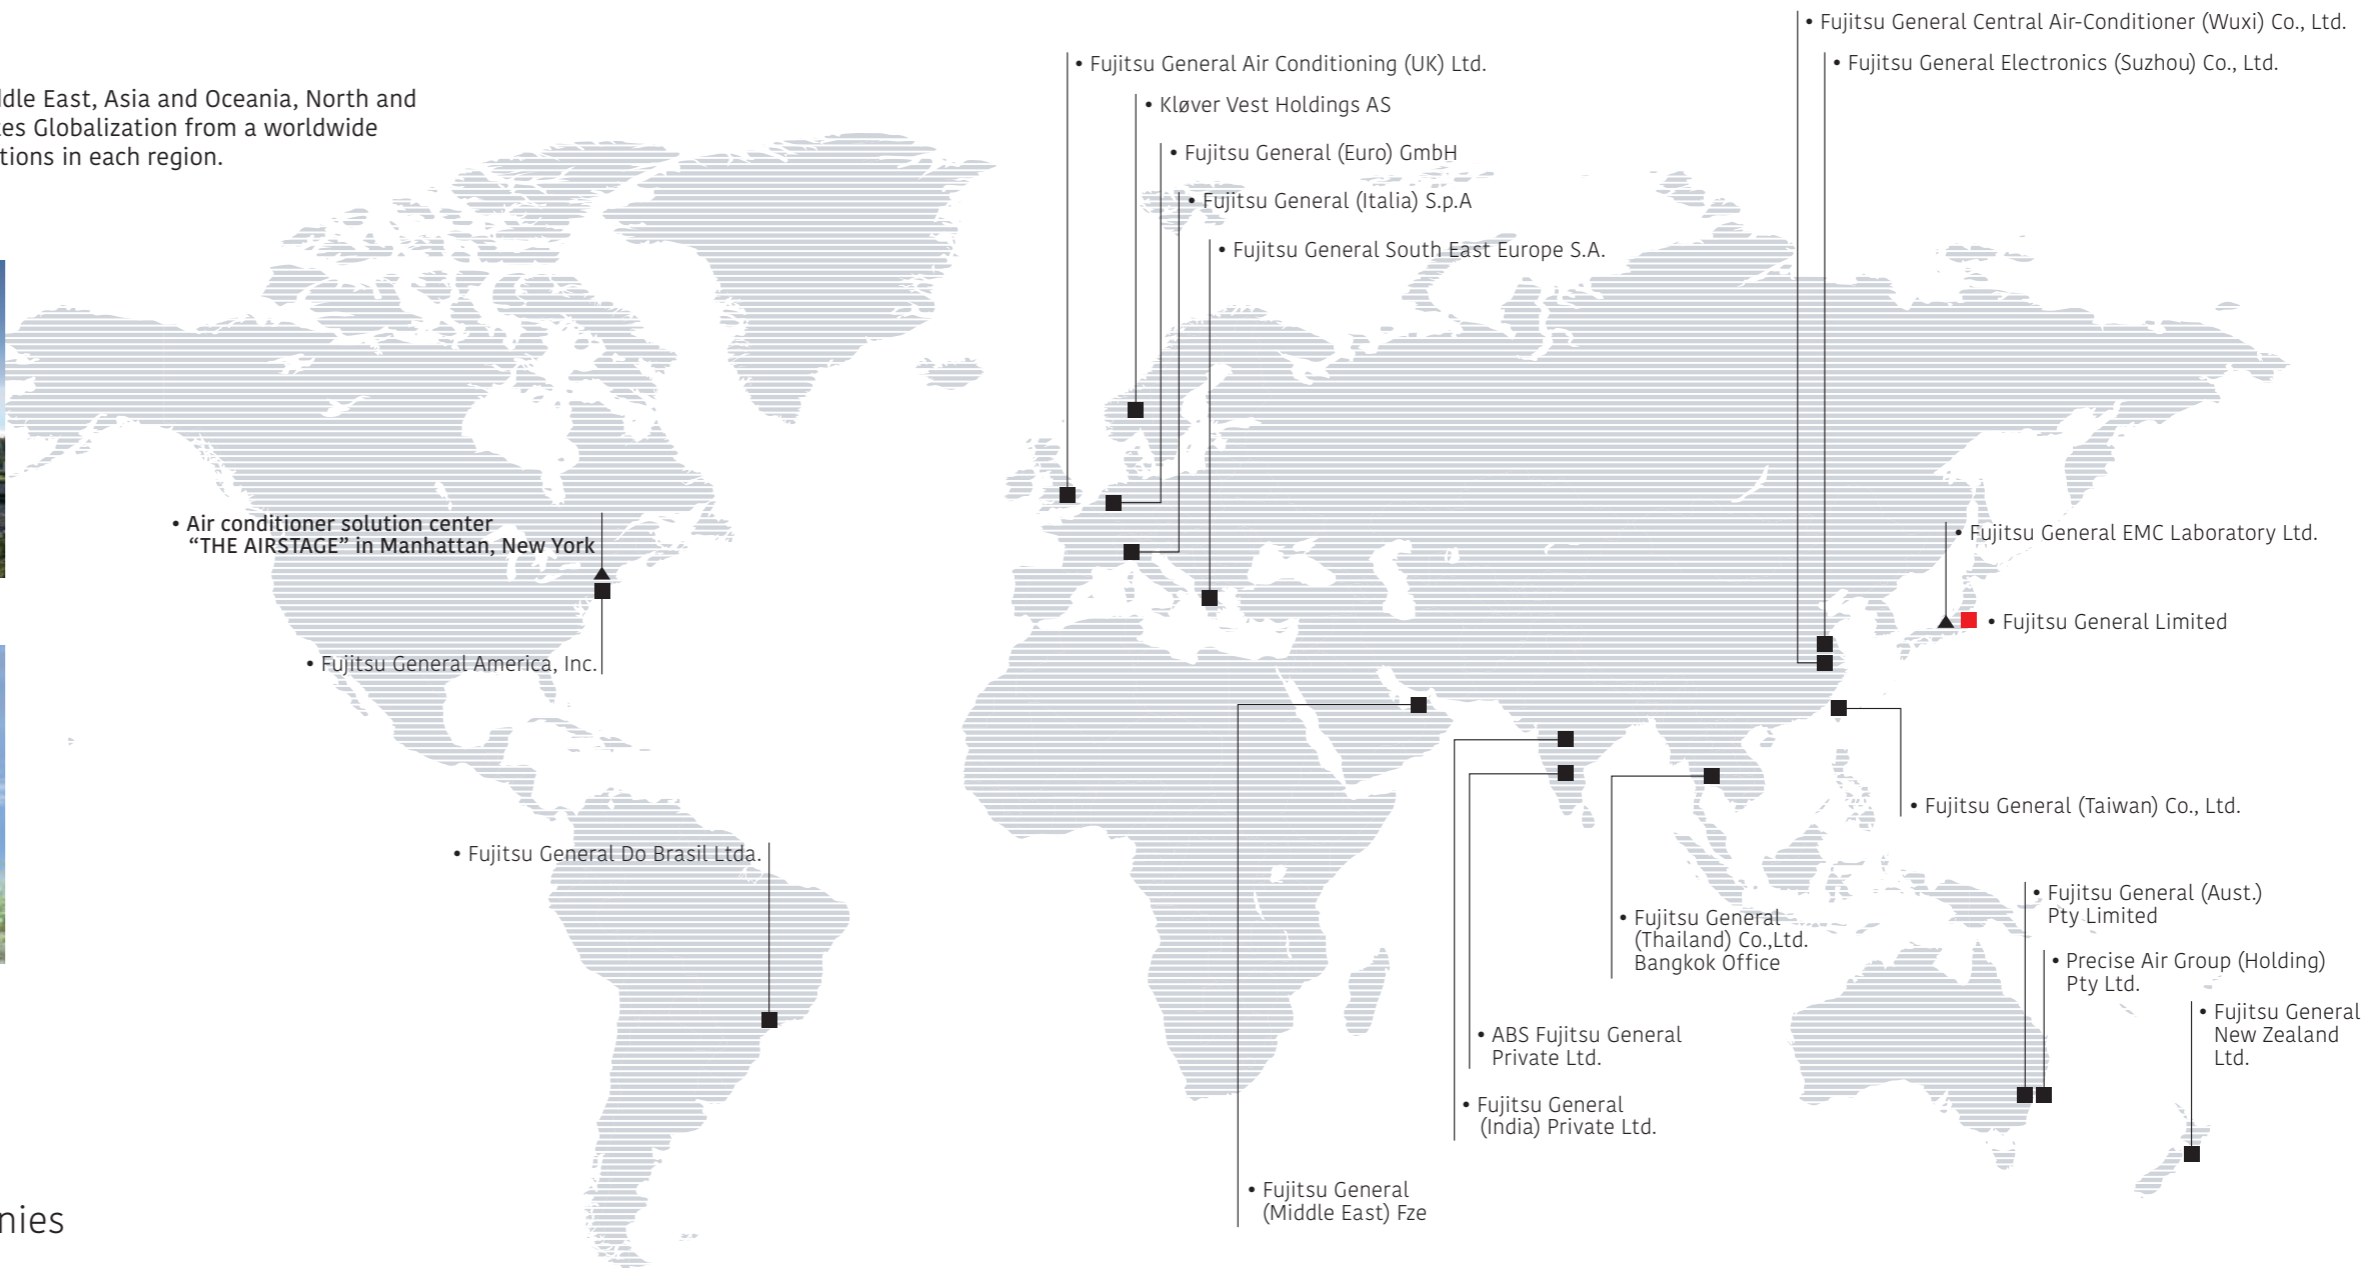 ddle East, Asia and Oceania, North and
es Globalization from a worldwide
tions in each region.
• Fujitsu General Central Air-Conditioner (Wuxi) Co., Ltd.
• Fujitsu General Electronics (Suzhou) Co., Ltd.
• Fujitsu General Air Conditioning (UK) Ltd.
• Kløver Vest Holdings AS
• Fujitsu General (Euro) GmbH
• Fujitsu General (Italia) S.p.A
• Fujitsu General South East Europe S.A.
• Air conditioner solution center
“THE AIRSTAGE” in Manhattan, New York
• Fujitsu General EMC Laboratory Ltd.
• Fujitsu General Limited
• Fujitsu General America, Inc.
• Fujitsu General (Taiwan) Co., Ltd.
• Fujitsu General Do Brasil Ltda.
• Fujitsu General
(Thailand) Co.,Ltd.
Bangkok Office
• Fujitsu General (Aust.)
Pty Limited
• Precise Air Group (Holding)
Pty Ltd.
• Fujitsu General
New Zealand
Ltd.
• ABS Fujitsu General
Private Ltd.
• Fujitsu General
(India) Private Ltd.
• Fujitsu General
(Middle East) Fze
nies